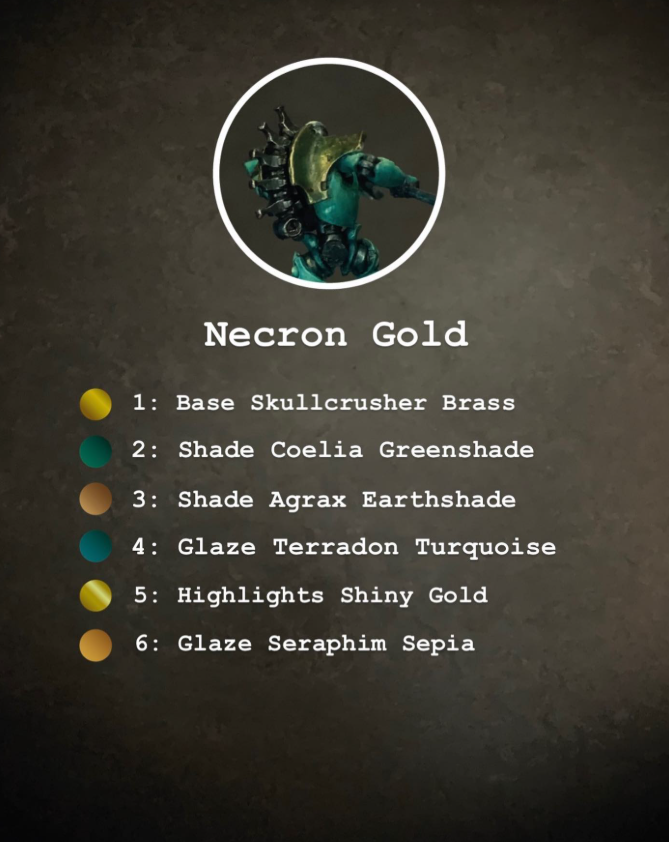 Necron Gold
1: Base Skullcrusher Brass
2: Shade Coelia Greenshade
3: Shade Agrax Earthshade
4: Glaze Terradon Turquoise
5: Highlights Shiny Gold
6: Glaze Seraphim Sepia